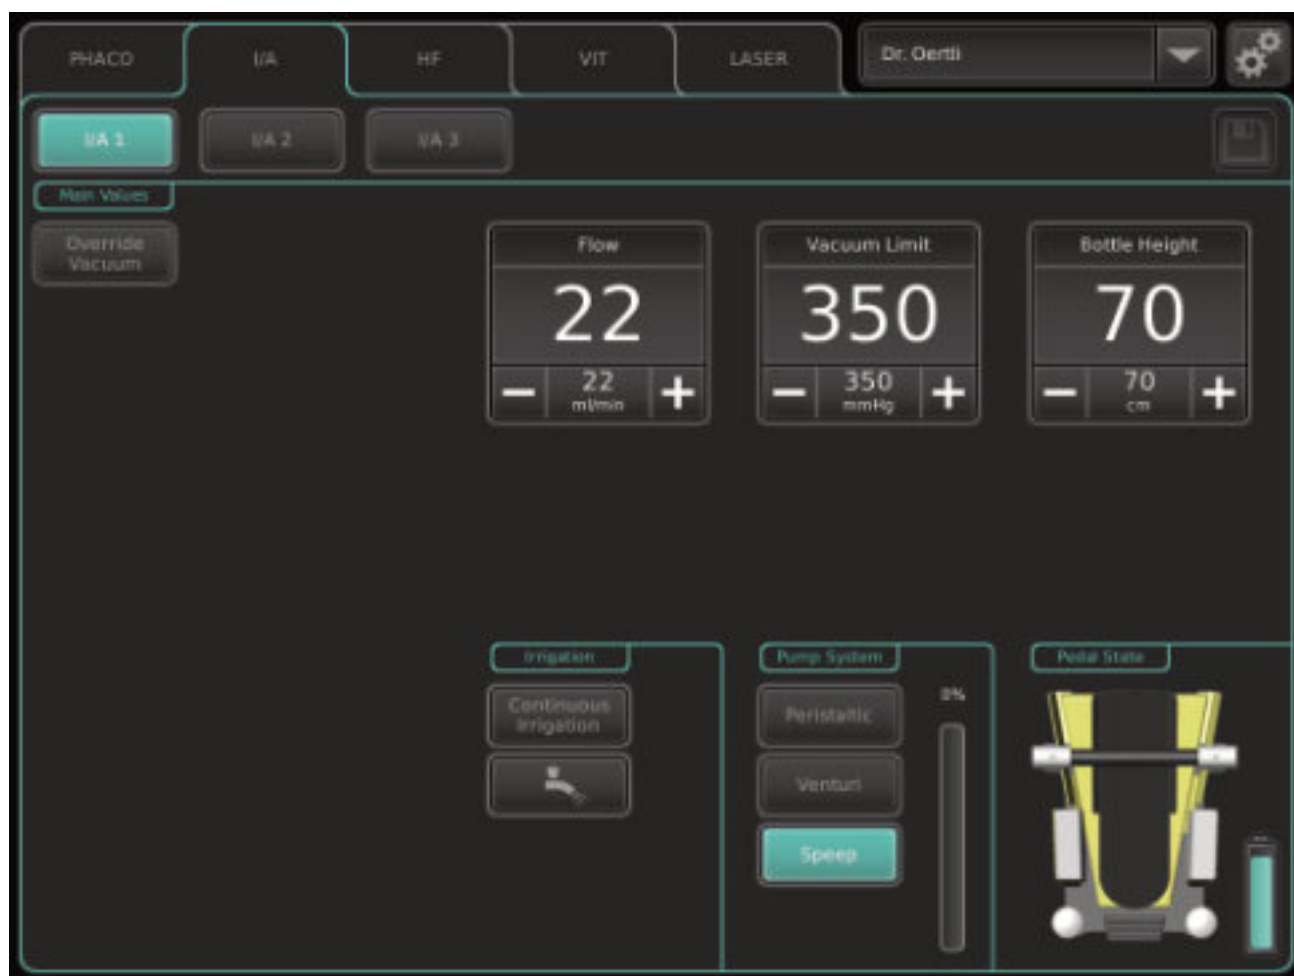 PHACO
I/A
HF
VIT
LASER
Dr. Oertli
I/A 1
I/A 2
I/A 3
Main Values
Override
Vacuum
Flow
22
22
ml/min
Vacuum Limit
350
350
mmHg
Bottle Height
70
70
cm
Irrigation
Continuous
Irrigation
Pump System
Peristaltic
Venturi
Speep
0%
Pedal State